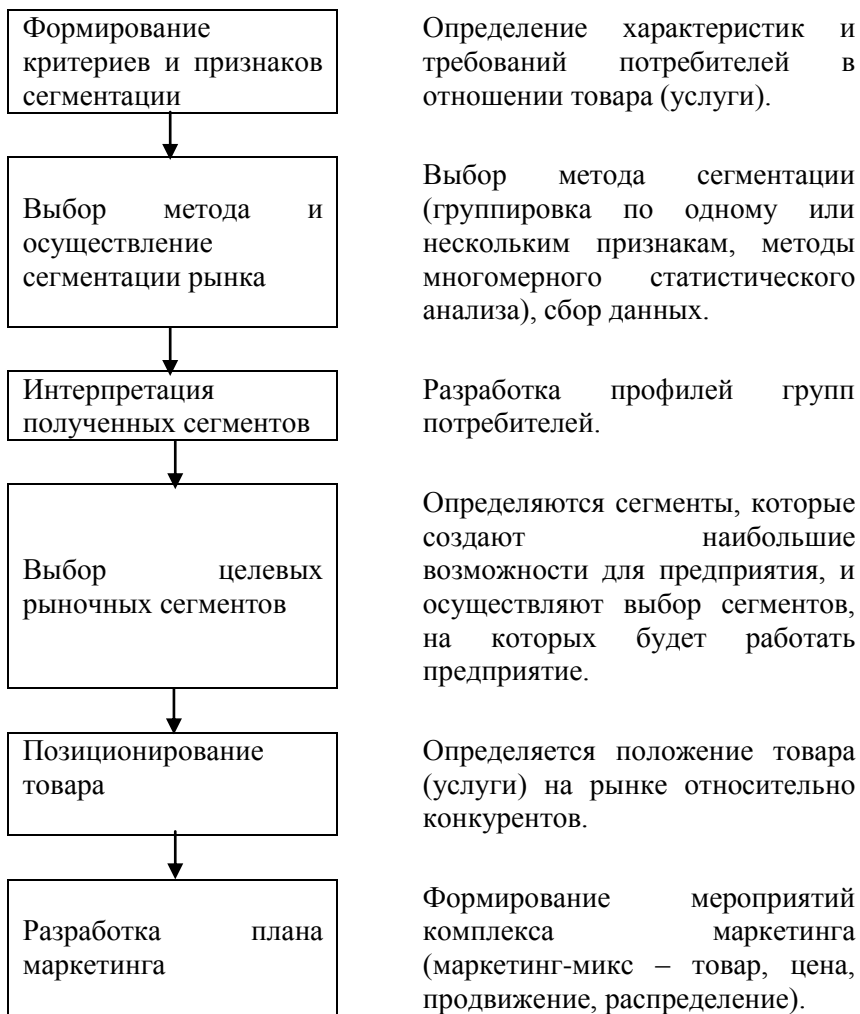 Формирование
критериев и признаков
сегментации
Определение характеристик и
требований потребителей в
отношении товара (услуги).
Выбор метода и
осуществление
сегментации рынка
Выбор метода сегментации
(группировка по одному или
нескольким признакам, методы
многомерного статистического
анализа), сбор данных.
Интерпретация
полученных сегментов
Разработка профилей групп
потребителей.
Выбор целевых
рыночных сегментов
Определяются сегменты, которые
создают наибольшие
возможности для предприятия, и
осуществляют выбор сегментов,
на которых будет работать
предприятие.
Позиционирование
товара
Определяется положение товара
(услуги) на рынке относительно
конкурентов.
Разработка плана
маркетинга
Формирование мероприятий
комплекса маркетинга
(маркетинг-микс – товар, цена,
продвижение, распределение).